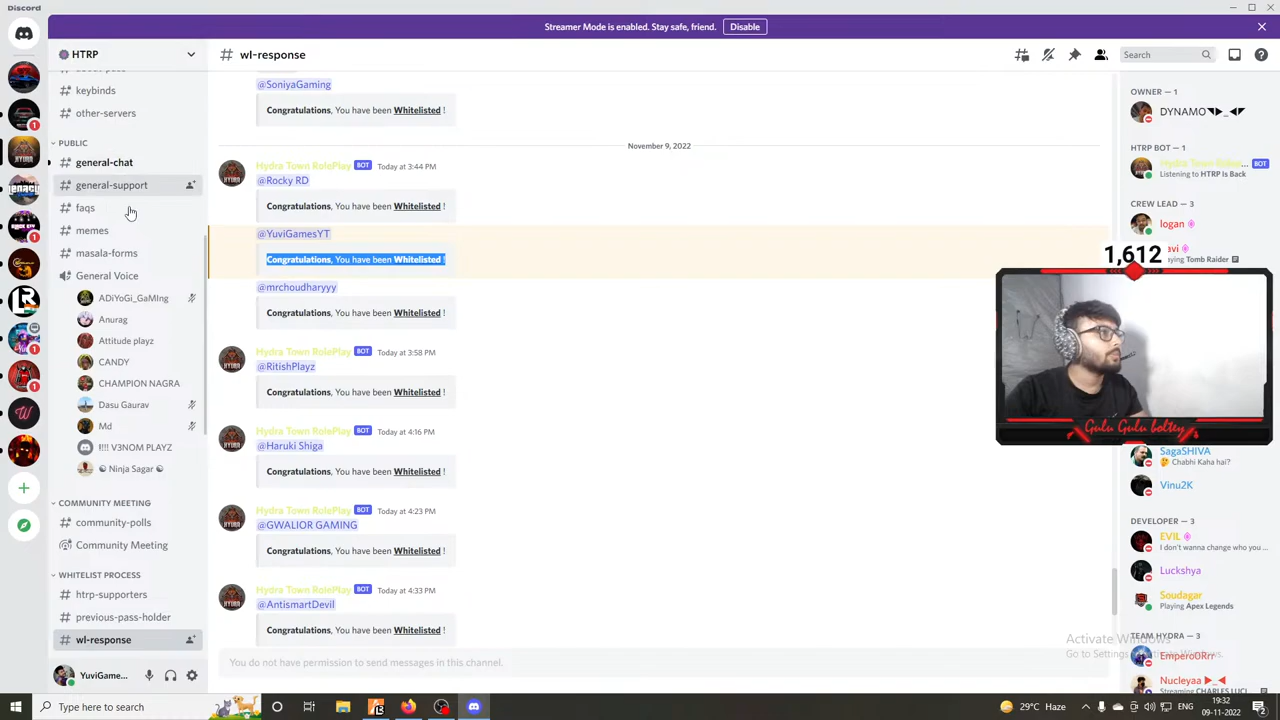 Discord
Streamer Mode is enabled. Stay safe, friend. Disable
HTRP
# wl-response
Search
# keybinds
# other-servers
PUBLIC
# general-chat
# general-support
# faqs
# memes
# masala-forms
General Voice
ADiYoGi_GaMIng
Anurag
Attitude playz
CANDY
CHAMPION NAGRA
Dasu Gaurav
Md
I!!!! V3NOM PLAYZ
☯ Ninja Sagar ☯
COMMUNITY MEETING
# community-polls
Community Meeting
WHITELIST PROCESS
# htrp-supporters
# previous-pass-holder
# wl-response
YuviGame...
@SoniyaGaming
Congratulations, You have been Whitelisted !
November 9, 2022
Hydra Town RolePlay BOT Today at 3:44 PM
@Rocky RD
Congratulations, You have been Whitelisted !
@YuviGamesYT
Congratulations, You have been Whitelisted !
@mrchoudharyyy
Congratulations, You have been Whitelisted !
Hydra Town RolePlay BOT Today at 3:58 PM
@RitishPlayz
Congratulations, You have been Whitelisted !
Hydra Town RolePlay BOT Today at 4:16 PM
@Haruki Shiga
Congratulations, You have been Whitelisted !
Hydra Town RolePlay BOT Today at 4:23 PM
@GWALIOR GAMING
Congratulations, You have been Whitelisted !
Hydra Town RolePlay BOT Today at 4:33 PM
@AntismartDevil
Congratulations, You have been Whitelisted !
You do not have permission to send messages in this channel.
OWNER — 1
DYNAMO
HTRP BOT — 1
Hydra Town Rolep... BOT
Listening to HTRP Is Back
CREW LEAD — 3
logan
Tomb Raider
1,612
Gulu Gulu boltey
SagaSHIVA
🤔 Chabhi Kaha hai?
Vinu2K
DEVELOPER — 3
EVIL
I don't wanna change who you ...
Luckshya
Soudagar
Playing Apex Legends
TEAM HYDRA — 3
Activate Windows
Go to Settings to activate Windows.
Emper0Rrr
Nucleyaa
Streaming CHARLES LUCI...
Type here to search
29°C Haze
ENG
19:32
09-11-2022
2